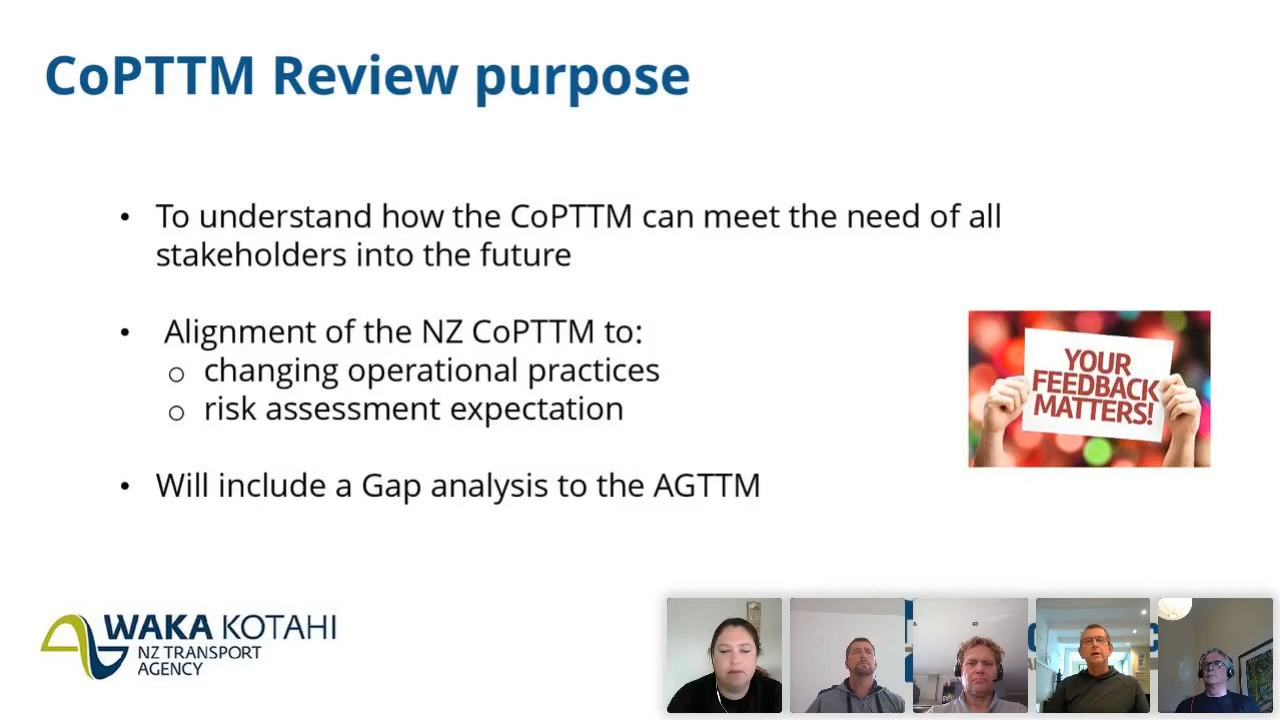 CoPTTM Review purpose
• To understand how the CoPTTM can meet the need of all
stakeholders into the future
• Alignment of the NZ CoPTTM to:
o changing operational practices
o risk assessment expectation
• Will include a Gap analysis to the AGTTM
YOUR
FEEDBACK
MATTERS!
WAKA KOTAHI
NZ TRANSPORT
AGENCY